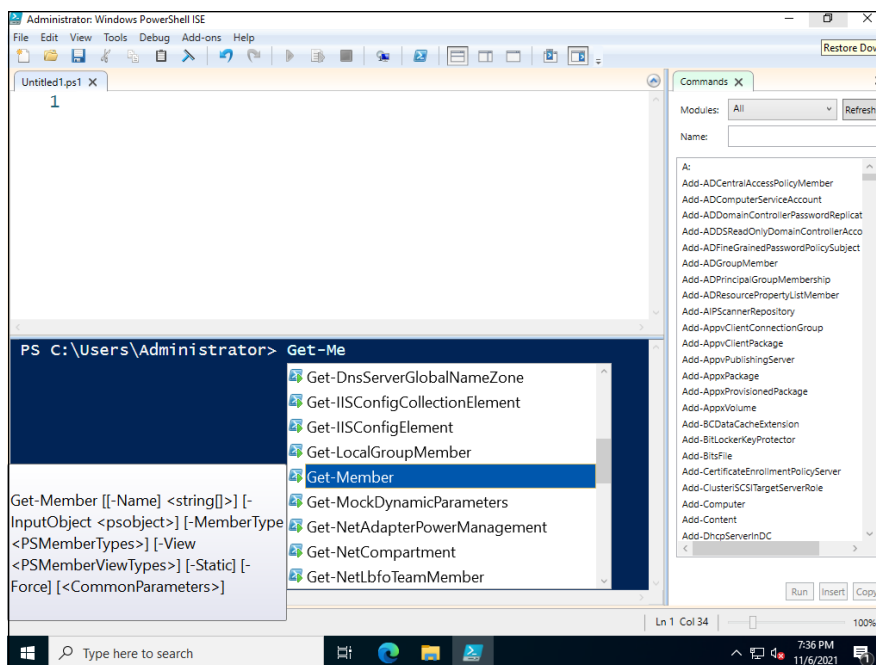 Administrator: Windows PowerShell ISE
File Edit View Tools Debug Add-ons Help
Restore Dov
Untitled1.ps1
1
Commands
Modules: All Refresh
Name:
A:
Add-ADCentralAccessPolicyMember
Add-ADComputerServiceAccount
Add-ADDomainControllerPasswordReplicat
Add-ADDSReadOnlyDomainControllerAcco
Add-ADFineGrainedPasswordPolicySubject
Add-ADGroupMember
Add-ADPrincipalGroupMembership
Add-ADResourcePropertyListMember
Add-AIPScannerRepository
Add-AppvClientConnectionGroup
Add-AppvClientPackage
Add-AppvPublishingServer
Add-AppxPackage
Add-AppxProvisionedPackage
Add-AppxVolume
Add-BCDataCacheExtension
Add-BitLockerKeyProtector
Add-BitsFile
Add-CertificateEnrollmentPolicyServer
Add-ClusteriSCSITargetServerRole
Add-Computer
Add-Content
Add-DhcpServerInDC
Run Insert Copy
PS C:\Users\Administrator> Get-Me
Get-DnsServerGlobalNameZone
Get-IISConfigCollectionElement
Get-IISConfigElement
Get-LocalGroupMember
Get-Member
Get-MockDynamicParameters
Get-NetAdapterPowerManagement
Get-NetCompartment
Get-NetLbfoTeamMember
Get-Member [[-Name] <string[]>] [-
InputObject <psobject>] [-MemberType
<PSMemberTypes>] [-View
<PSMemberViewTypes>] [-Static] [-
Force] [<CommonParameters>]
Ln 1 Col 34 100%
Type here to search
7:36 PM
11/6/2021
1